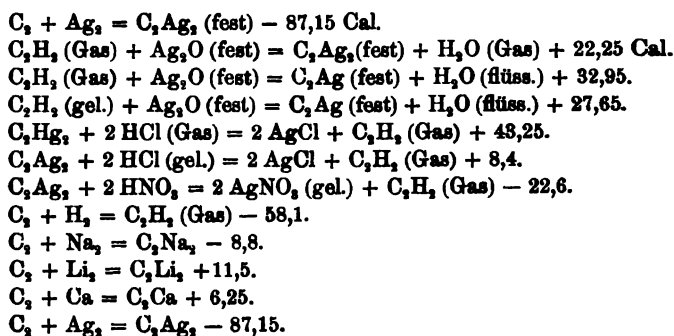 C₂ + Ag₂ = C₂Ag₂ (fest) − 87,15 Cal.
C₂H₂ (Gas) + Ag₂O (fest) = C₂Ag₂(fest) + H₂O (Gas) + 22,25 Cal.
C₂H₂ (Gas) + Ag₂O (fest) = C₂Ag (fest) + H₂O (flüss.) + 32,95.
C₂H₂ (gel.) + Ag₂O (fest) = C₂Ag (fest) + H₂O (flüss.) + 27,65.
C₂Hg₂ + 2 HCl (Gas) = 2 AgCl + C₂H₂ (Gas) + 43,25.
C₂Ag₂ + 2 HCl (gel.) = 2 AgCl + C₂H₂ (Gas) + 8,4.
C₂Ag₂ + 2 HNO₃ = 2 AgNO₃ (gel.) + C₂H₂ (Gas) − 22,6.
C₂ + H₂ = C₂H₂ (Gas) − 58,1.
C₂ + Na₂ = C₂Na₂ − 8,8.
C₂ + Li₂ = C₂Li₂ +11,5.
C₂ + Ca = C₂Ca + 6,25.
C₂ + Ag₂ = C₂Ag₂ − 87,15.